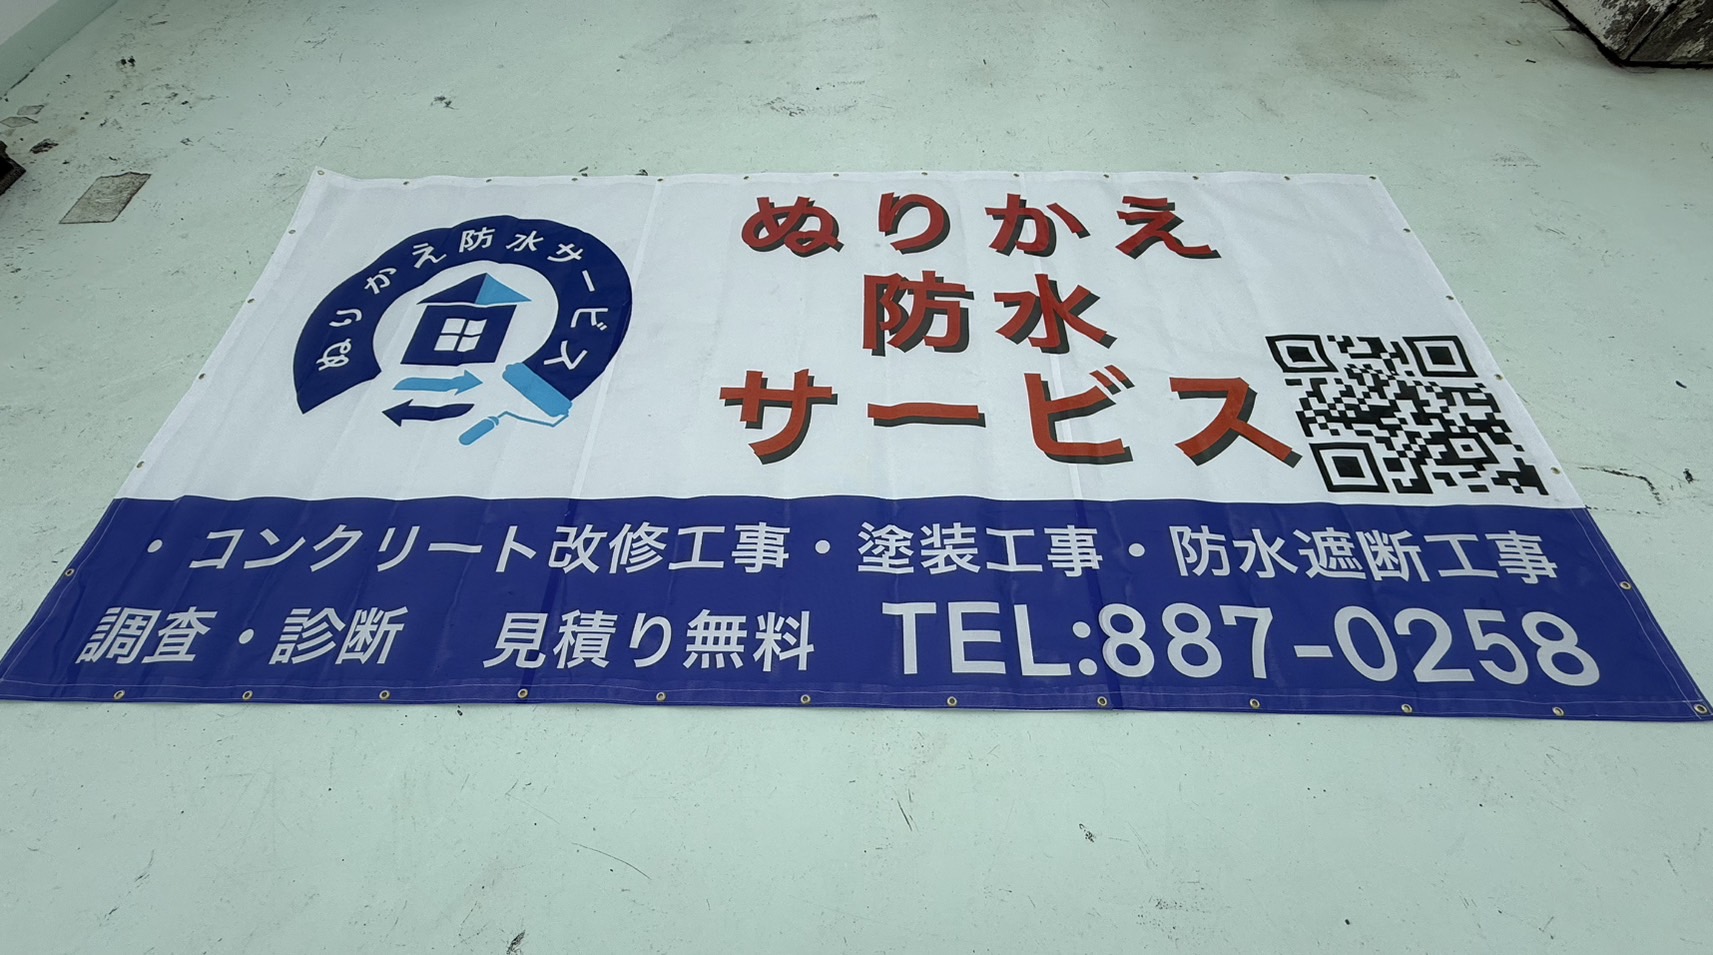 ぬりかえ防水サービス
ぬりかえ
防水
サービス
・コンクリート改修工事・塗装工事・防水遮断工事
調査・診断 見積り無料 TEL:887-0258